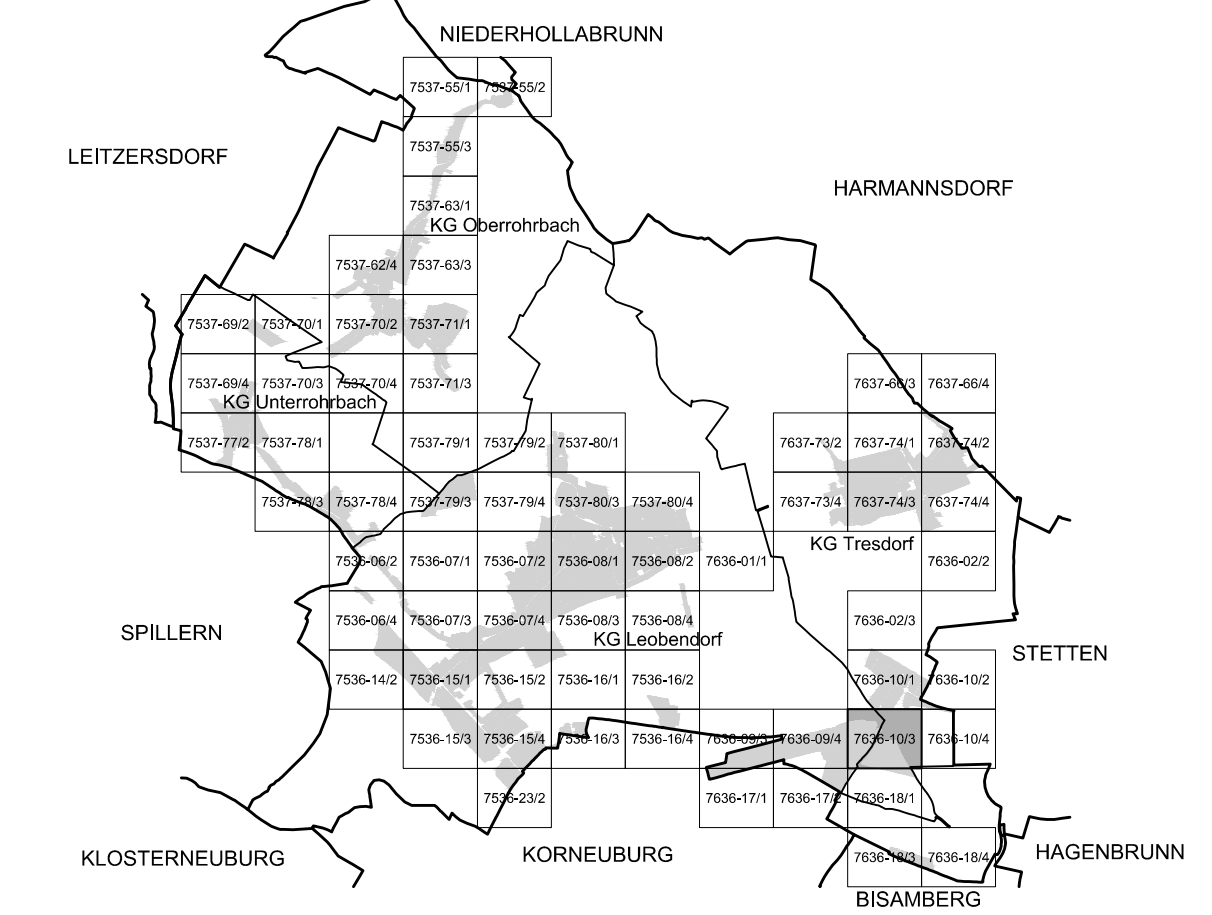 NIEDERHOLLABRUNN
7537-55/1 7537-55/2
7537-55/3
LEITZERSDORF
HARMANNSDORF
7537-63/1
KG Oberrohrbach
7537-62/4 7537-63/3
7537-69/2 7537-70/1 7537-70/2 7537-71/1
7537-69/4 7537-70/3 7537-70/4 7537-71/3 7637-66/3 7637-66/4
KG Unterrohrbach
7537-77/2 7537-78/1 7537-79/1 7537-79/2 7537-80/1 7637-73/2 7637-74/1 7637-74/2
7537-78/3 7537-78/4 7537-79/3 7537-79/4 7537-80/3 7537-80/4 7637-73/4 7637-74/3 7637-74/4
KG Tresdorf
7536-06/2 7536-07/1 7536-07/2 7536-08/1 7536-08/2 7636-01/1 7636-02/2
7536-06/4 7536-07/3 7536-07/4 7536-08/3 7536-08/4 7636-02/3
SPILLERN
KG Leobendorf
STETTEN
7536-14/2 7536-15/1 7536-15/2 7536-16/1 7536-16/2 7636-10/1 7636-10/2
7536-15/3 7536-15/4 7536-16/3 7536-16/4 7636-09/3 7636-09/4 7636-10/3 7636-10/4
7536-23/2 7636-17/1 7636-17/2 7636-18/1
KLOSTERNEUBURG
KORNEUBURG
7636-18/3 7636-18/4
HAGENBRUNN
BISAMBERG